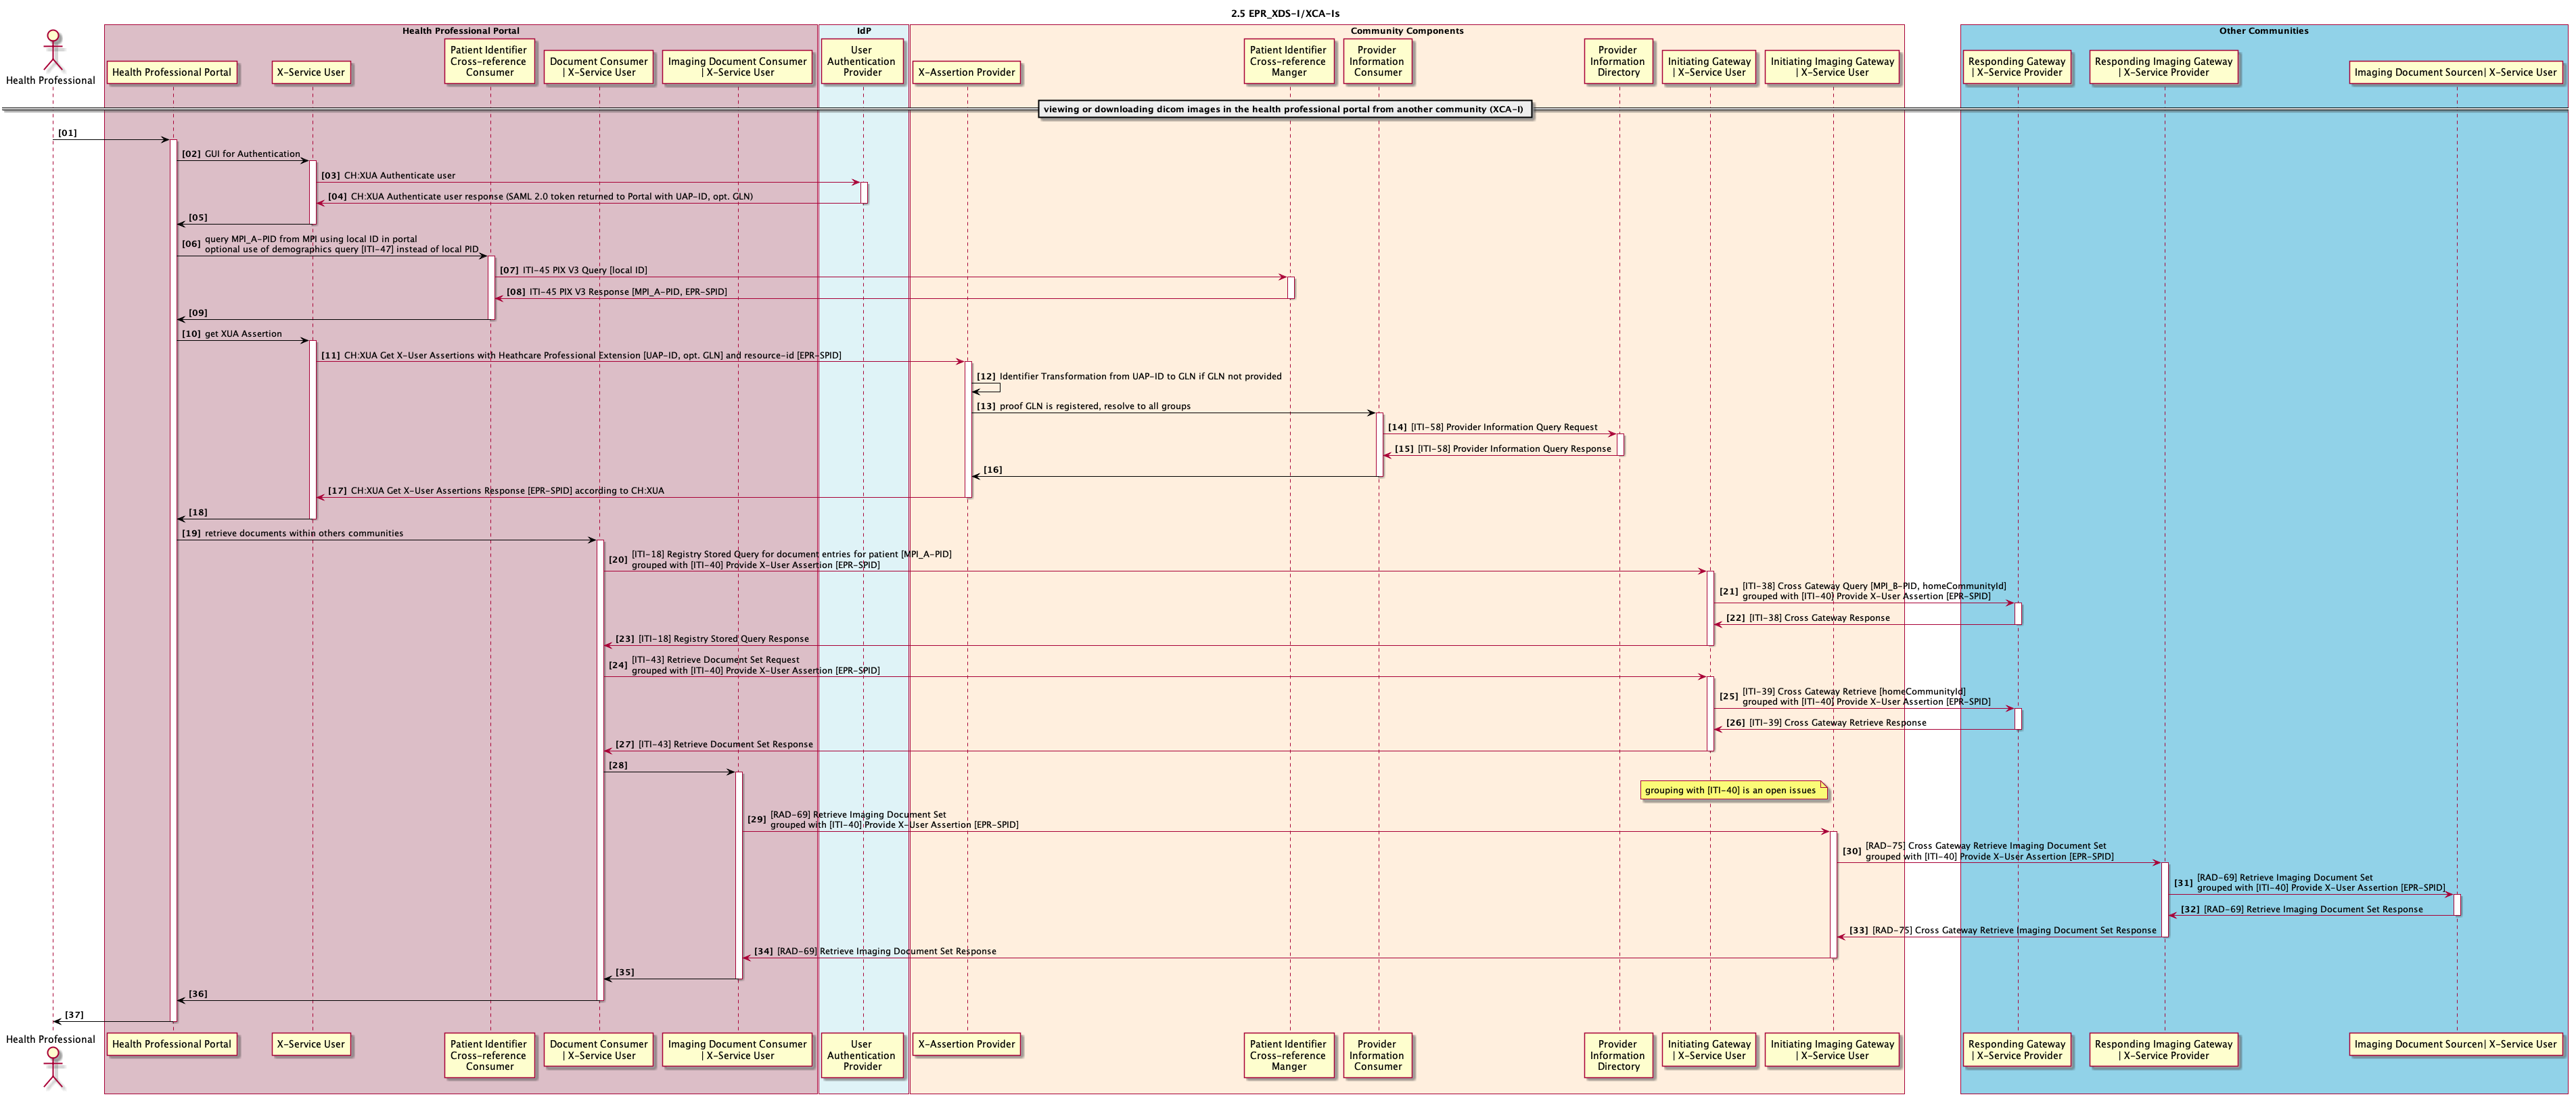 2.5 EPR_XDS-I/XCA-Is
Health Professional Portal
IdP
Community Components
Other Communities
Health Professional
Health Professional Portal
X-Service User
Patient Identifier
Cross-reference
Consumer
Document Consumer
| X-Service User
Imaging Document Consumer
| X-Service User
User
Authentication
Provider
X-Assertion Provider
Patient Identifier
Cross-reference
Manger
Provider
Information
Consumer
Provider
Information
Directory
Initiating Gateway
| X-Service User
Initiating Imaging Gateway
| X-Service User
Responding Gateway
| X-Service Provider
Responding Imaging Gateway
| X-Service Provider
Imaging Document Sourcen| X-Service User
viewing or downloading dicom images in the health professional portal from another community (XCA-I)
[01]
[02] GUI for Authentication
[03] CH:XUA Authenticate user
[04] CH:XUA Authenticate user response (SAML 2.0 token returned to Portal with UAP-ID, opt. GLN)
[05]
[06] query MPI_A-PID from MPI using local ID in portal
optional use of demographics query [ITI-47] instead of local PID
[07] ITI-45 PIX V3 Query [local ID]
[08] ITI-45 PIX V3 Response [MPI_A-PID, EPR-SPID]
[09]
[10] get XUA Assertion
[11] CH:XUA Get X-User Assertions with Heathcare Professional Extension [UAP-ID, opt. GLN] and resource-id [EPR-SPID]
[12] Identifier Transformation from UAP-ID to GLN if GLN not provided
[13] proof GLN is registered, resolve to all groups
[14] [ITI-58] Provider Information Query Request
[15] [ITI-58] Provider Information Query Response
[16]
[17] CH:XUA Get X-User Assertions Response [EPR-SPID] according to CH:XUA
[18]
[19] retrieve documents within others communities
[20] [ITI-18] Registry Stored Query for document entries for patient [MPI_A-PID]
grouped with [ITI-40] Provide X-User Assertion [EPR-SPID]
[21] [ITI-38] Cross Gateway Query [MPI_B-PID, homeCommunityId]
grouped with [ITI-40] Provide X-User Assertion [EPR-SPID]
[22] [ITI-38] Cross Gateway Response
[23] [ITI-18] Registry Stored Query Response
[24] [ITI-43] Retrieve Document Set Request
grouped with [ITI-40] Provide X-User Assertion [EPR-SPID]
[25] [ITI-39] Cross Gateway Retrieve [homeCommunityId]
grouped with [ITI-40] Provide X-User Assertion [EPR-SPID]
[26] [ITI-39] Cross Gateway Retrieve Response
[27] [ITI-43] Retrieve Document Set Response
[28]
grouping with [ITI-40] is an open issues
[29] [RAD-69] Retrieve Imaging Document Set
grouped with [ITI-40] Provide X-User Assertion [EPR-SPID]
[30] [RAD-75] Cross Gateway Retrieve Imaging Document Set
grouped with [ITI-40] Provide X-User Assertion [EPR-SPID]
[31] [RAD-69] Retrieve Imaging Document Set
grouped with [ITI-40] Provide X-User Assertion [EPR-SPID]
[32] [RAD-69] Retrieve Imaging Document Set Response
[33] [RAD-75] Cross Gateway Retrieve Imaging Document Set Response
[34] [RAD-69] Retrieve Imaging Document Set Response
[35]
[36]
[37]
Health Professional
Health Professional Portal
X-Service User
Patient Identifier
Cross-reference
Consumer
Document Consumer
| X-Service User
Imaging Document Consumer
| X-Service User
User
Authentication
Provider
X-Assertion Provider
Patient Identifier
Cross-reference
Manger
Provider
Information
Consumer
Provider
Information
Directory
Initiating Gateway
| X-Service User
Initiating Imaging Gateway
| X-Service User
Responding Gateway
| X-Service Provider
Responding Imaging Gateway
| X-Service Provider
Imaging Document Sourcen| X-Service User